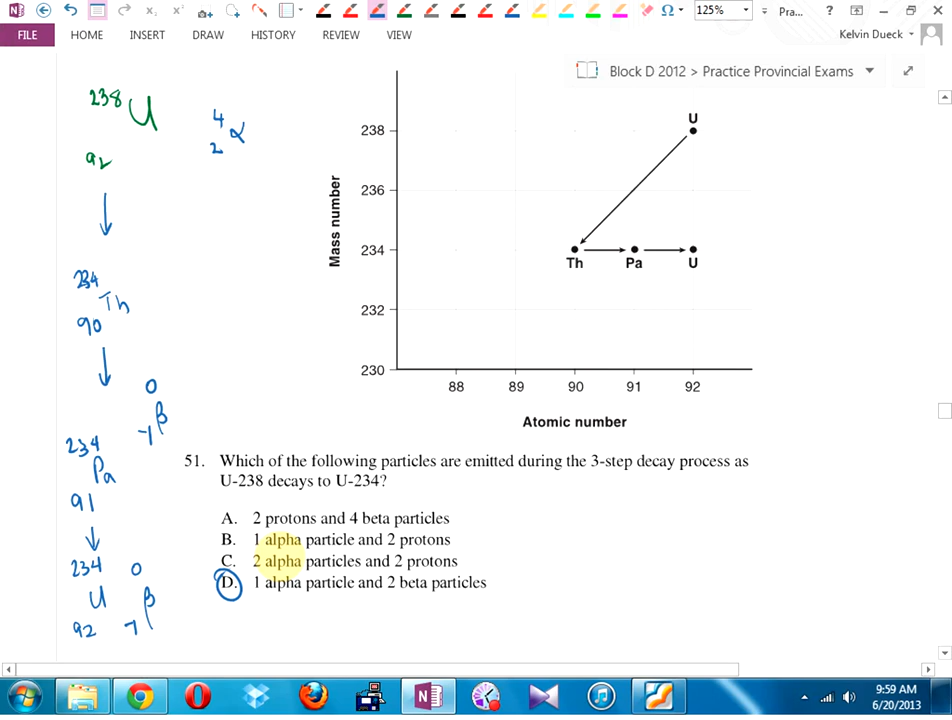 125%
Pra...
?
Kelvin Dueck
FILE
HOME
INSERT
DRAW
HISTORY
REVIEW
VIEW
Block D 2012 > Practice Provincial Exams
238
U
92
4
α
2
234
Th
90
0
β
-1
234
Pa
91
234
0
U
β
92
-1
Mass number
238
236
234
232
230
U
Th
Pa
U
88
89
90
91
92
Atomic number
51. Which of the following particles are emitted during the 3-step decay process as
U-238 decays to U-234?
A. 2 protons and 4 beta particles
B. 1 alpha particle and 2 protons
C. 2 alpha particles and 2 protons
D. 1 alpha particle and 2 beta particles
9:59 AM
6/20/2013